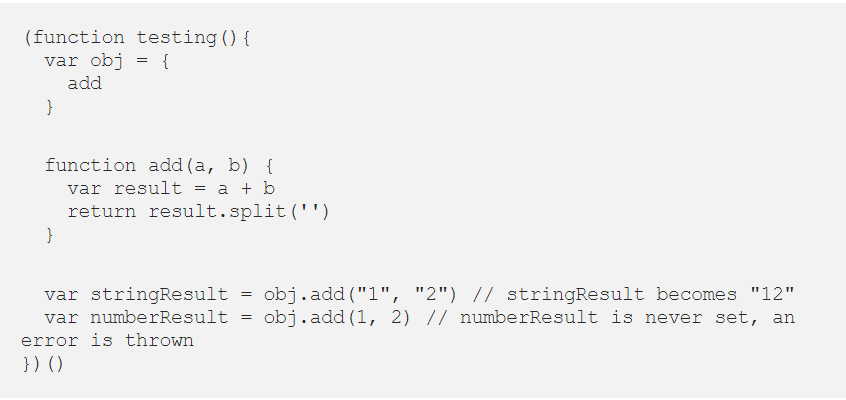 (function testing(){
  var obj = {
    add
  }

  function add(a, b) {
    var result = a + b
    return result.split('')
  }

  var stringResult = obj.add("1", "2") // stringResult becomes "12"
  var numberResult = obj.add(1, 2) // numberResult is never set, an
error is thrown
})()